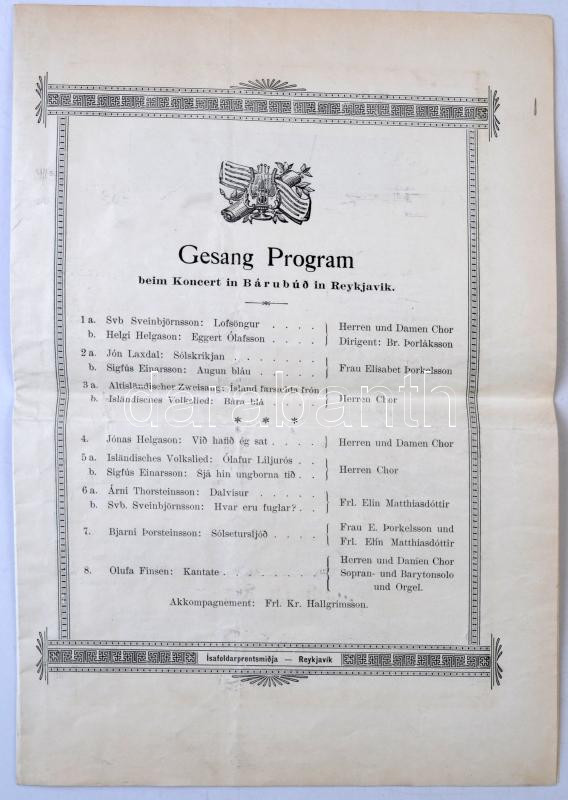 Gesang Program
beim Koncert in Bárubúð in Reykjavik.
1 a. Svb Sveinbjörnsson: Lofsöngur . . . .
b. Helgi Helgason: Eggert Ólafsson . . . .
Herren und Damen Chor
Dirigent: Br. Þorláksson
2 a. Jón Laxdal: Sólskríkjan . . . . .
b. Sigfús Einarsson: Augun bláu . . . . .
Frau Elisabet Þorkelsson
3 a. Altisländischer Zweisang: Ísland farsælda frón
b. Isländisches Volkslied: Bára blá . . . .
Herren Chor
* * *
4. Jónas Helgason: Við hafið ég sat . . . .
Herren und Damen Chor
5 a. Isländisches Volkslied: Ólafur Liljurós . .
b. Sigfús Einarsson: Sjá hin ungborna tíð . .
Herren Chor
6 a. Árni Thorsteinsson: Dalvísur . . . . .
b. Svb. Sveinbjörnsson: Hvar eru fuglar? . .
Frl. Elin Matthiasdóttir
7. Bjarni Þorsteinsson: Sólsetursljóð . . . .
Frau E. Þorkelsson und
Frl. Elín Matthiasdóttir
8. Olufa Finsen: Kantate . . . . . . . .
Herren und Damen Chor
Sopran- und Barytonsolo
und Orgel.
Akkompagnement: Frl. Kr. Hallgrímsson.
Ísafoldarprentsmiðja — Reykjavík
darabanth